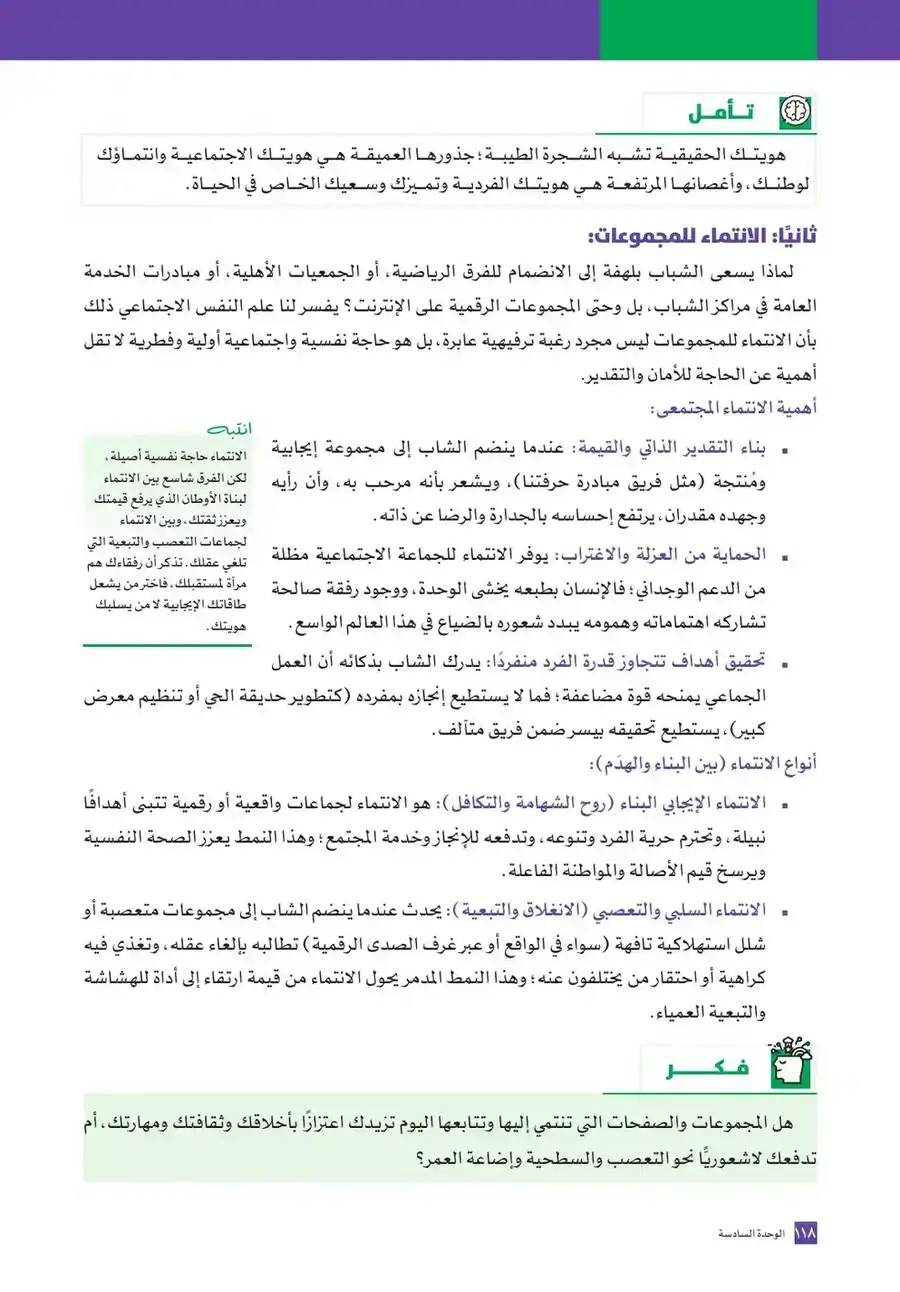 تأمل
هويتك الحقيقية تشبه الشجرة الطيبة؛ جذورها العميقة هي هويتك الاجتماعية وانتماؤك
لوطنك، وأغصانها المرتفعة هي هويتك الفردية وتميزك وسعيك الخاص في الحياة.
ثانيًا: الانتماء للمجموعات:
لماذا يسعى الشباب بلهفة إلى الانضمام للفرق الرياضية، أو الجمعيات الأهلية، أو مبادرات الخدمة
العامة في مراكز الشباب، بل وحتى المجموعات الرقمية على الإنترنت؟ يفسر لنا علم النفس الاجتماعي ذلك
بأن الانتماء للمجموعات ليس مجرد رغبة ترفيهية عابرة، بل هو حاجة نفسية واجتماعية أولية وفطرية لا تقل
أهمية عن الحاجة للأمان والتقدير.
أهمية الانتماء المجتمعى:
▪ بناء التقدير الذاتي والقيمة: عندما ينضم الشاب إلى مجموعة إيجابية
ومُنتجة (مثل فريق مبادرة حرفتنا)، ويشعر بأنه مرحب به، وأن رأيه
وجهده مقدران، يرتفع إحساسه بالجدارة والرضا عن ذاته.
▪ الحماية من العزلة والاغتراب: يوفر الانتماء للجماعة الاجتماعية مظلة
من الدعم الوجداني؛ فالإنسان بطبعه يخشى الوحدة، ووجود رفقة صالحة
تشاركه اهتماماته وهمومه يبدد شعوره بالضياع في هذا العالم الواسع.
▪ تحقيق أهداف تتجاوز قدرة الفرد منفردًا: يدرك الشاب بذكائه أن العمل
الجماعي يمنحه قوة مضاعفة؛ فما لا يستطيع إنجازه بمفرده (كتطوير حديقة الحي أو تنظيم معرض
كبير)، يستطيع تحقيقه بيسر ضمن فريق متآلف.
انتبه
الانتماء حاجة نفسية أصيلة،
لكن الفرق شاسع بين الانتماء
لبناة الأوطان الذي يرفع قيمتك
ويعزز ثقتك، وبين الانتماء
لجماعات التعصب والتبعية التي
تلغي عقلك. تذكر أن رفقاءك هم
مرآة لمستقبلك، فاختر من يشعل
طاقاتك الإيجابية لا من يسلبك
هويتك.
أنواع الانتماء (بين البناء والهدّم):
▪ الانتماء الإيجابي البناء (روح الشهامة والتكافل): هو الانتماء لجماعات واقعية أو رقمية تتبنى أهدافًا
نبيلة، وتحترم حرية الفرد وتنوعه، وتدفعه للإنجاز وخدمة المجتمع؛ وهذا النمط يعزز الصحة النفسية
ويرسخ قيم الأصالة والمواطنة الفاعلة.
▪ الانتماء السلبي والتعصبي (الانغلاق والتبعية): يحدث عندما ينضم الشاب إلى مجموعات متعصبة أو
شلل استهلاكية تافهة (سواء في الواقع أو عبر غرف الصدى الرقمية) تطالبه بإلغاء عقله، وتغذي فيه
كراهية أو احتقار من يختلفون عنه؛ وهذا النمط المدمر يحول الانتماء من قيمة ارتقاء إلى أداة للهشاشة
والتبعية العمياء.
فكر
هل المجموعات والصفحات التي تنتمي إليها وتتابعها اليوم تزيدك اعتزازًا بأخلاقك وثقافتك ومهارتك، أم
تدفعك لاشعوريًّا نحو التعصب والسطحية وإضاعة العمر؟
١١٨ الوحدة السادسة